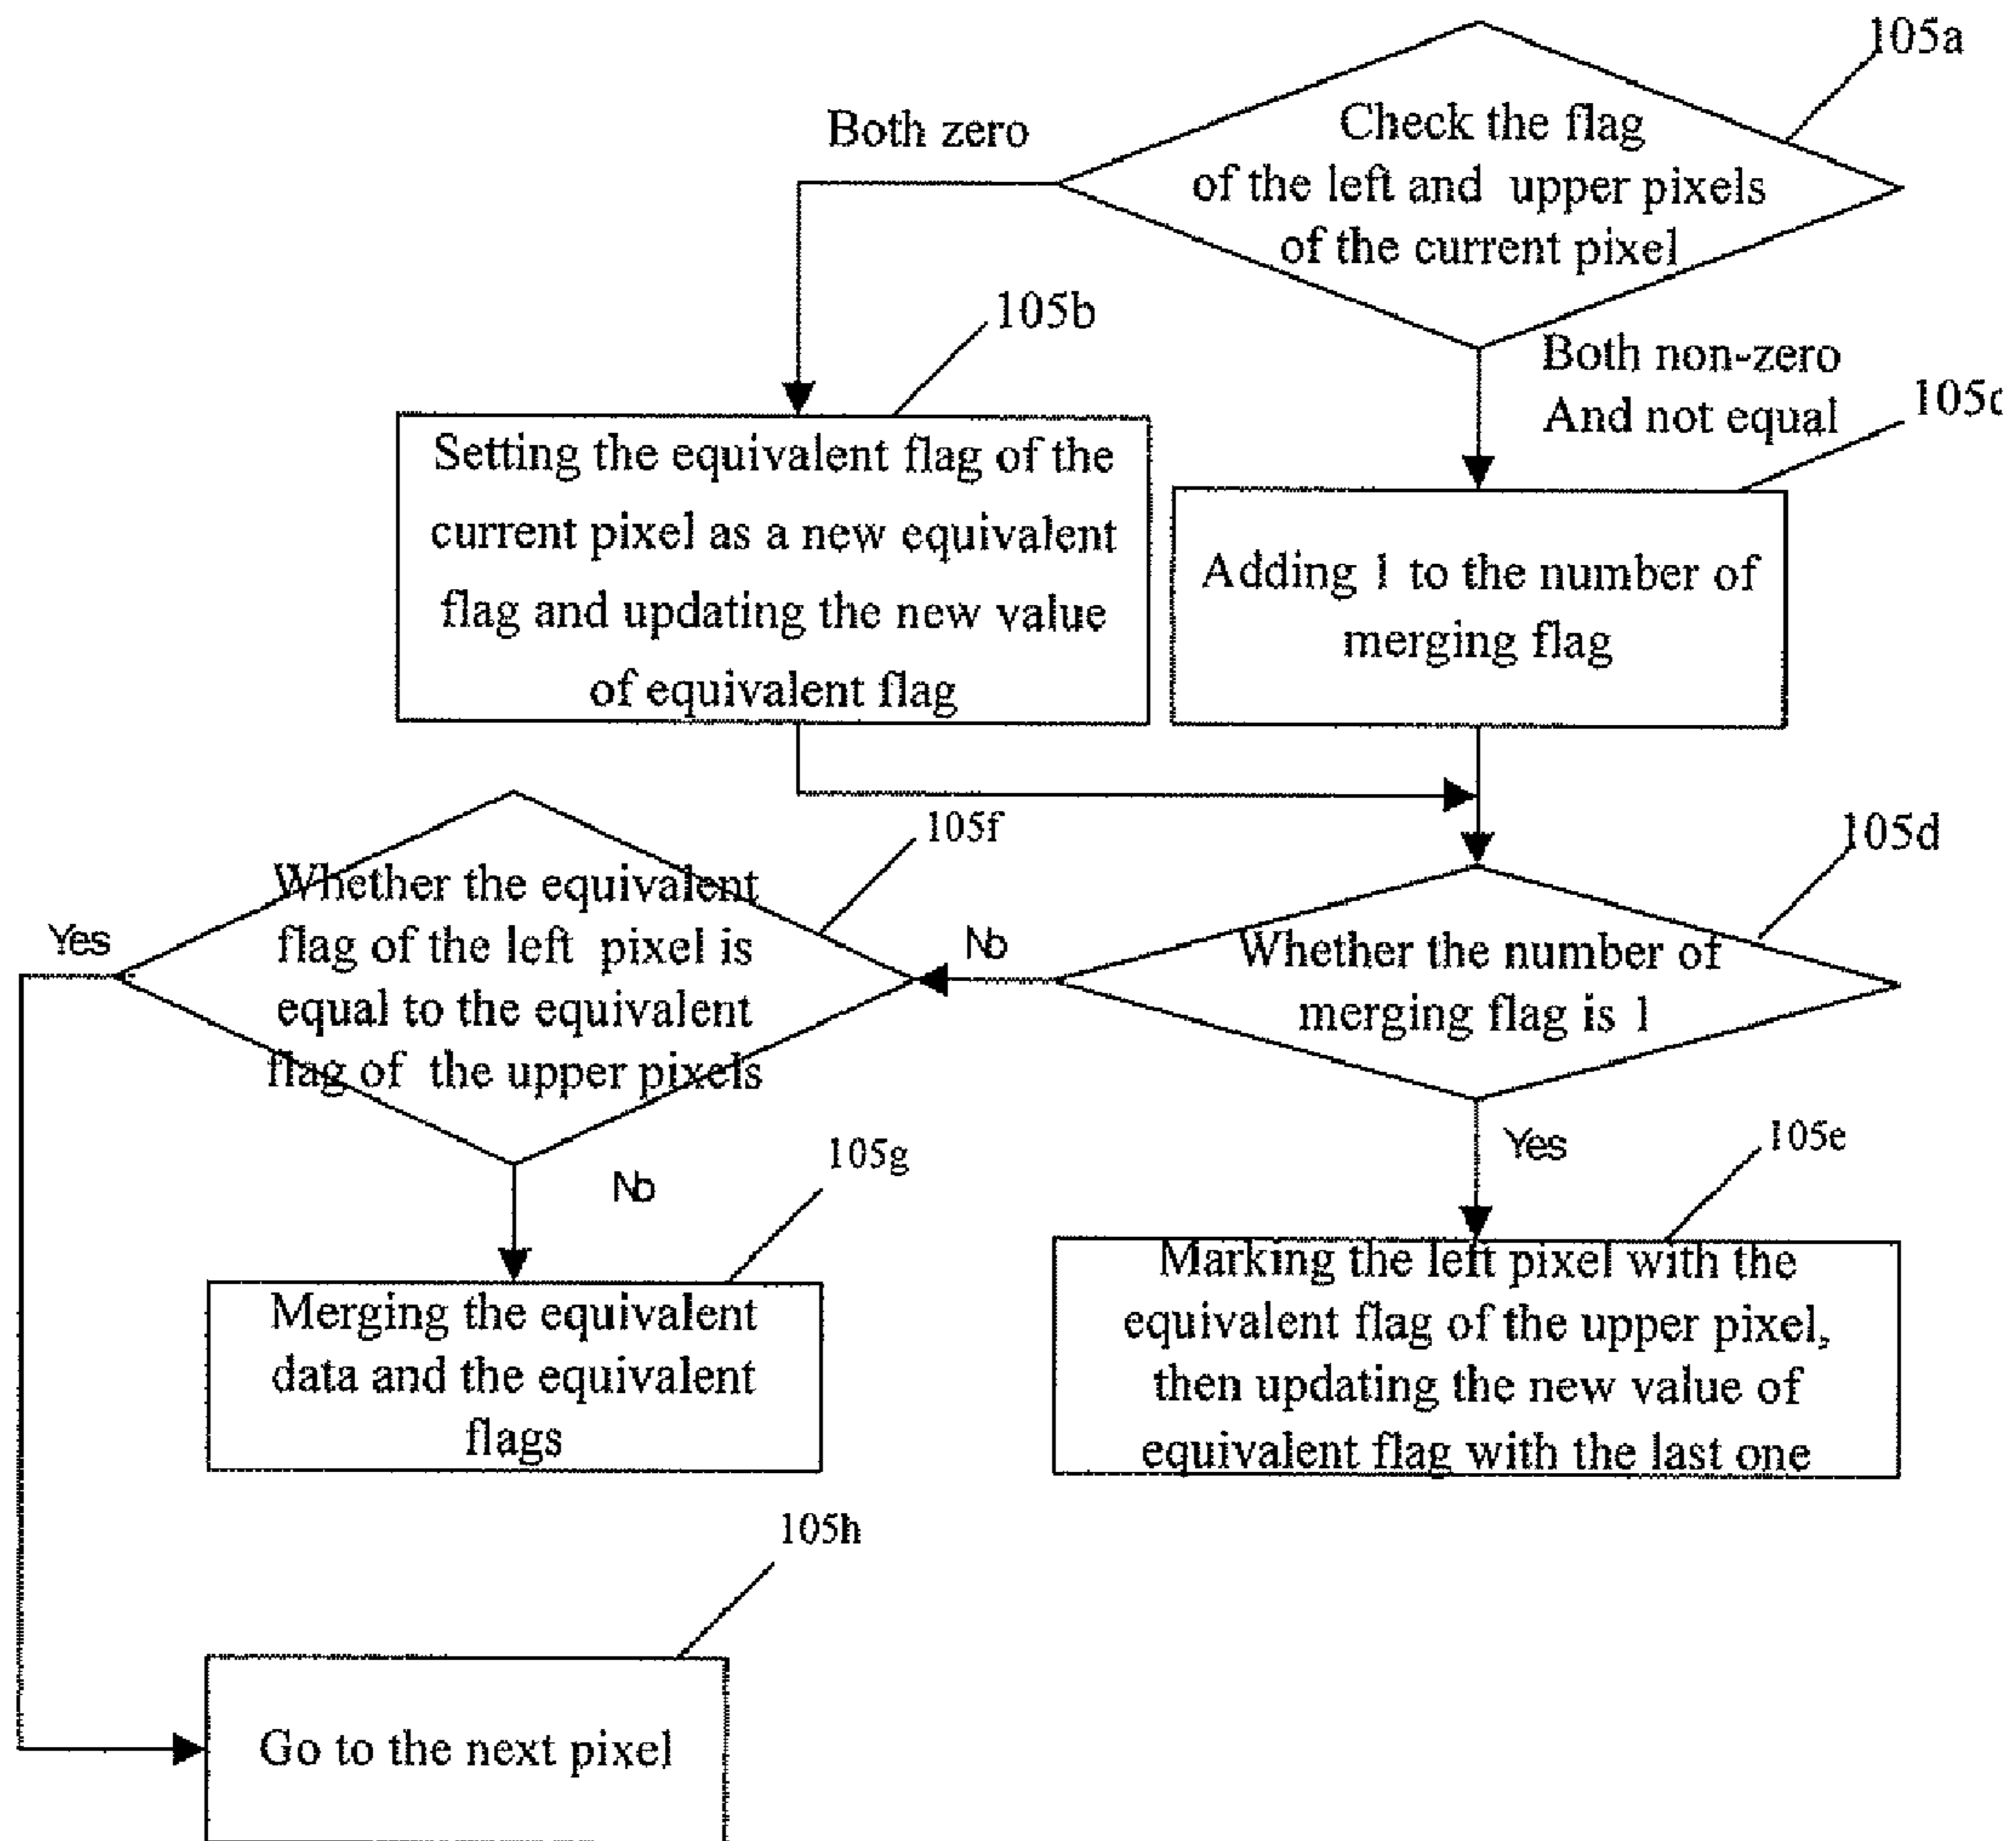 105a
Check the flag
of the left and upper pixels
of the current pixel
Both zero
105b
Both non-zero
And not equal
105c
Setting the equivalent flag of the
current pixel as a new equivalent
flag and updating the new value
of equivalent flag
Adding 1 to the number of
merging flag
105f
105d
Whether the equivalent
flag of the left pixel is
equal to the equivalent
flag of the upper pixels
Yes
No
Whether the number of
merging flag is 1
105g
No
Yes
105e
Merging the equivalent
data and the equivalent
flags
Marking the left pixel with the
equivalent flag of the upper pixel,
then updating the new value of
equivalent flag with the last one
105h
Go to the next pixel